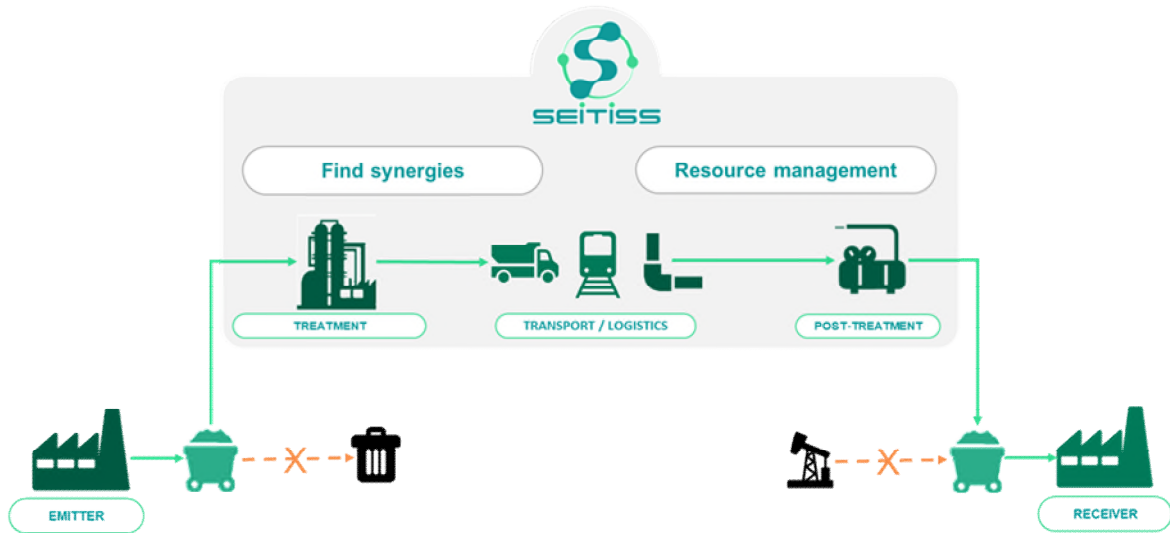 SEiTiSS
Find synergies
Resource management
TREATMENT
TRANSPORT / LOGISTICS
POST-TREATMENT
EMITTER
RECEIVER